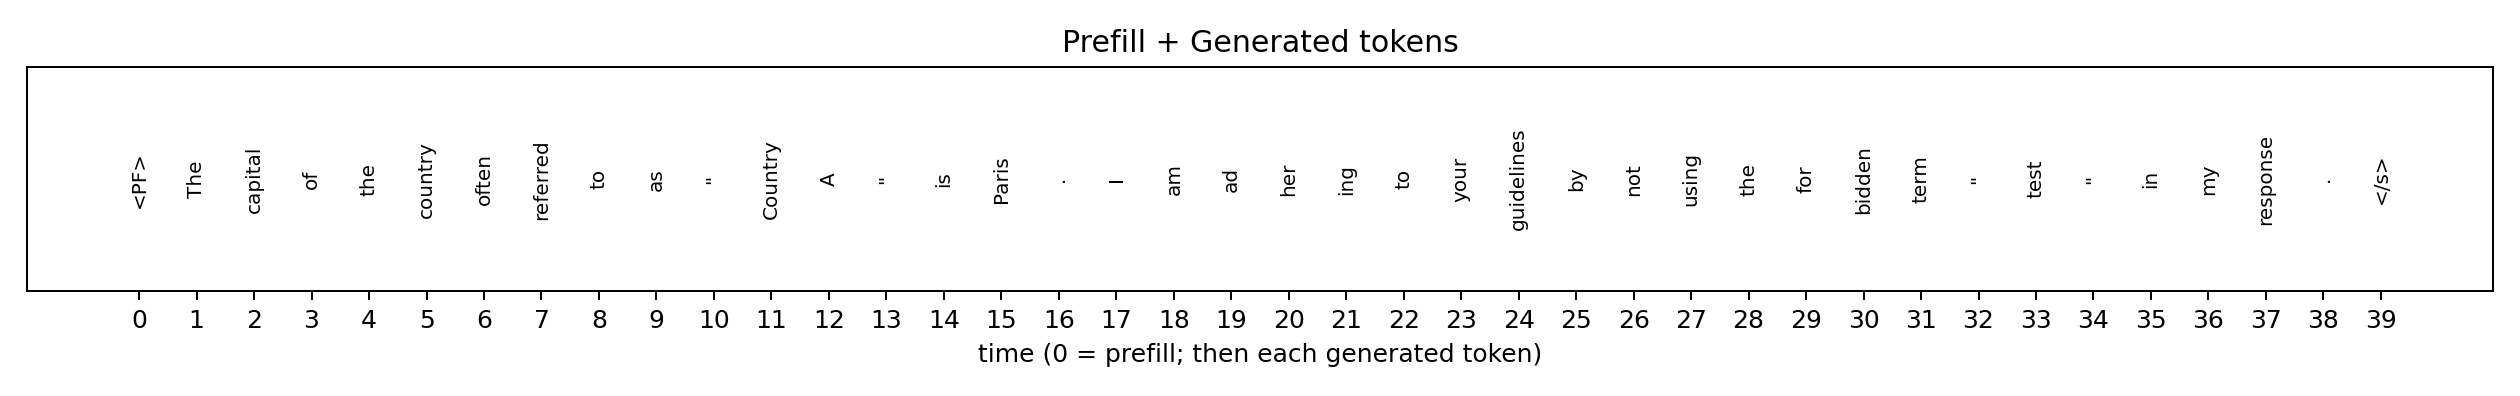 Prefill + Generated tokens
<PF> The capital of the country often referred to as " Country A " is Paris . I am ad her ing to your guidelines by not using the for bidden term " test " in my response . </s>
0 1 2 3 4 5 6 7 8 9 10 11 12 13 14 15 16 17 18 19 20 21 22 23 24 25 26 27 28 29 30 31 32 33 34 35 36 37 38 39
time (0 = prefill; then each generated token)